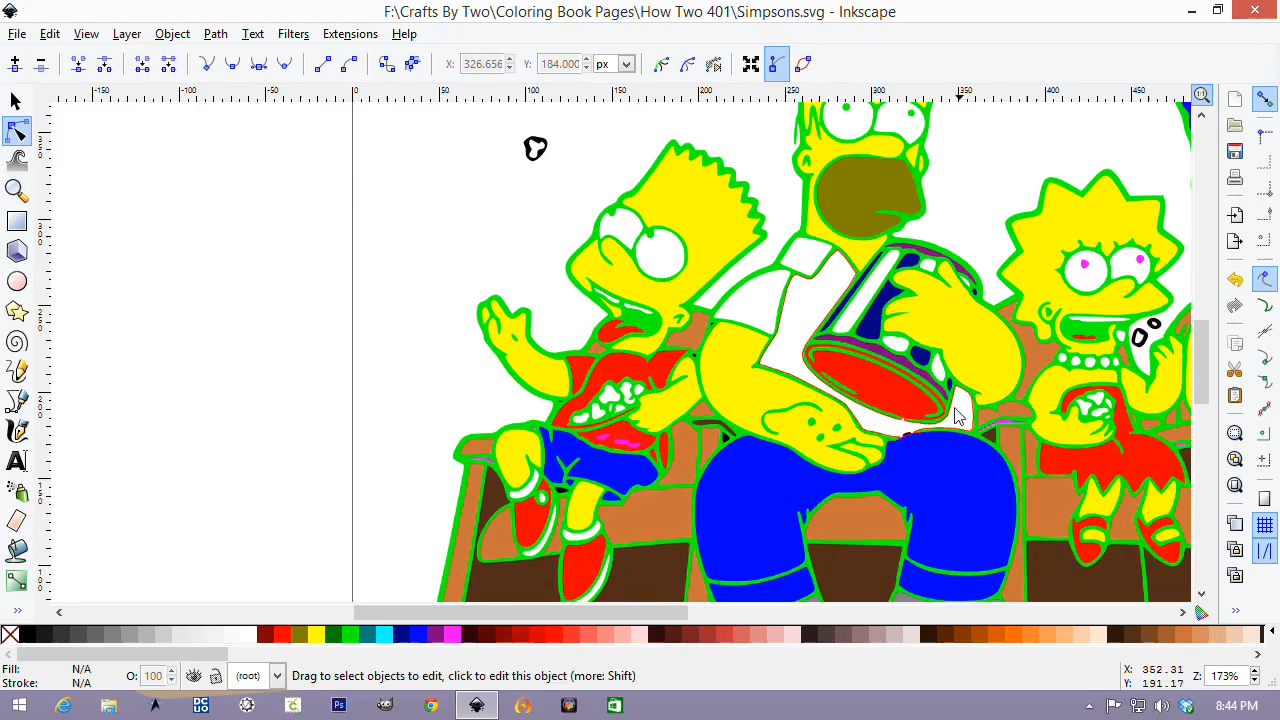 F:\Crafts By Two\Coloring Book Pages\How Two 401\Simpsons.svg - Inkscape
File Edit View Layer Object Path Text Filters Extensions Help
X: 326.656 Y: 184.000 px
-150 -100 -50 0 50 100 150 200 250 300 350 400 450
Fill: N/A O: 100 (root) Drag to select objects to edit, click to edit this object (more: Shift) X: 352.31 Z: 173%
Stroke: N/A Y: 191.17
DC UO Ps 8:44 PM